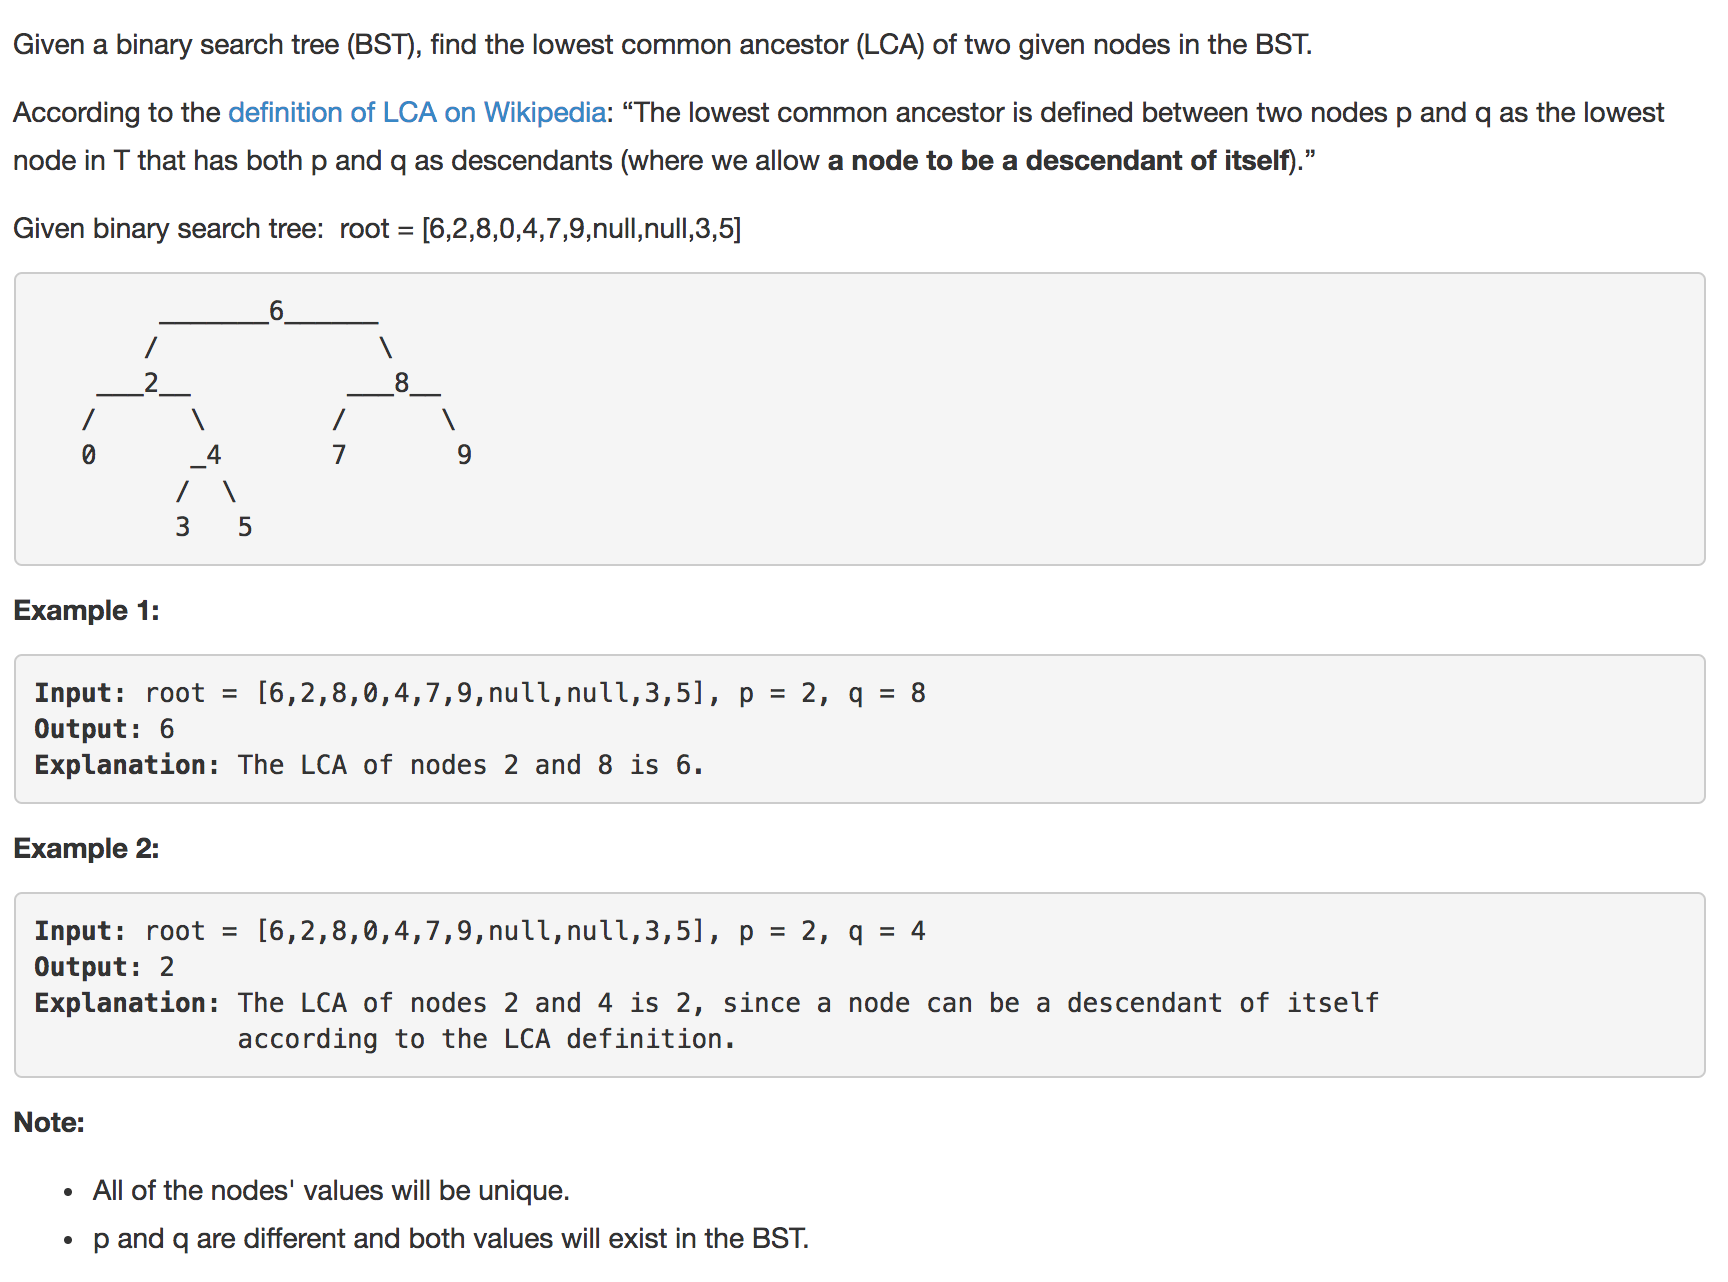 Given a binary search tree (BST), find the lowest common ancestor (LCA) of two given nodes in the BST.
According to the definition of LCA on Wikipedia: “The lowest common ancestor is defined between two nodes p and q as the lowest
node in T that has both p and q as descendants (where we allow a node to be a descendant of itself).”
Given binary search tree:  root = [6,2,8,0,4,7,9,null,null,3,5]
        _______6______
       /              \
    ___2__          ___8__
   /      \        /      \
   0      _4       7       9
         /  \
         3   5
Example 1:
Input: root = [6,2,8,0,4,7,9,null,null,3,5], p = 2, q = 8
Output: 6
Explanation: The LCA of nodes 2 and 8 is 6.
Example 2:
Input: root = [6,2,8,0,4,7,9,null,null,3,5], p = 2, q = 4
Output: 2
Explanation: The LCA of nodes 2 and 4 is 2, since a node can be a descendant of itself
             according to the LCA definition.
Note:
• All of the nodes' values will be unique.
• p and q are different and both values will exist in the BST.